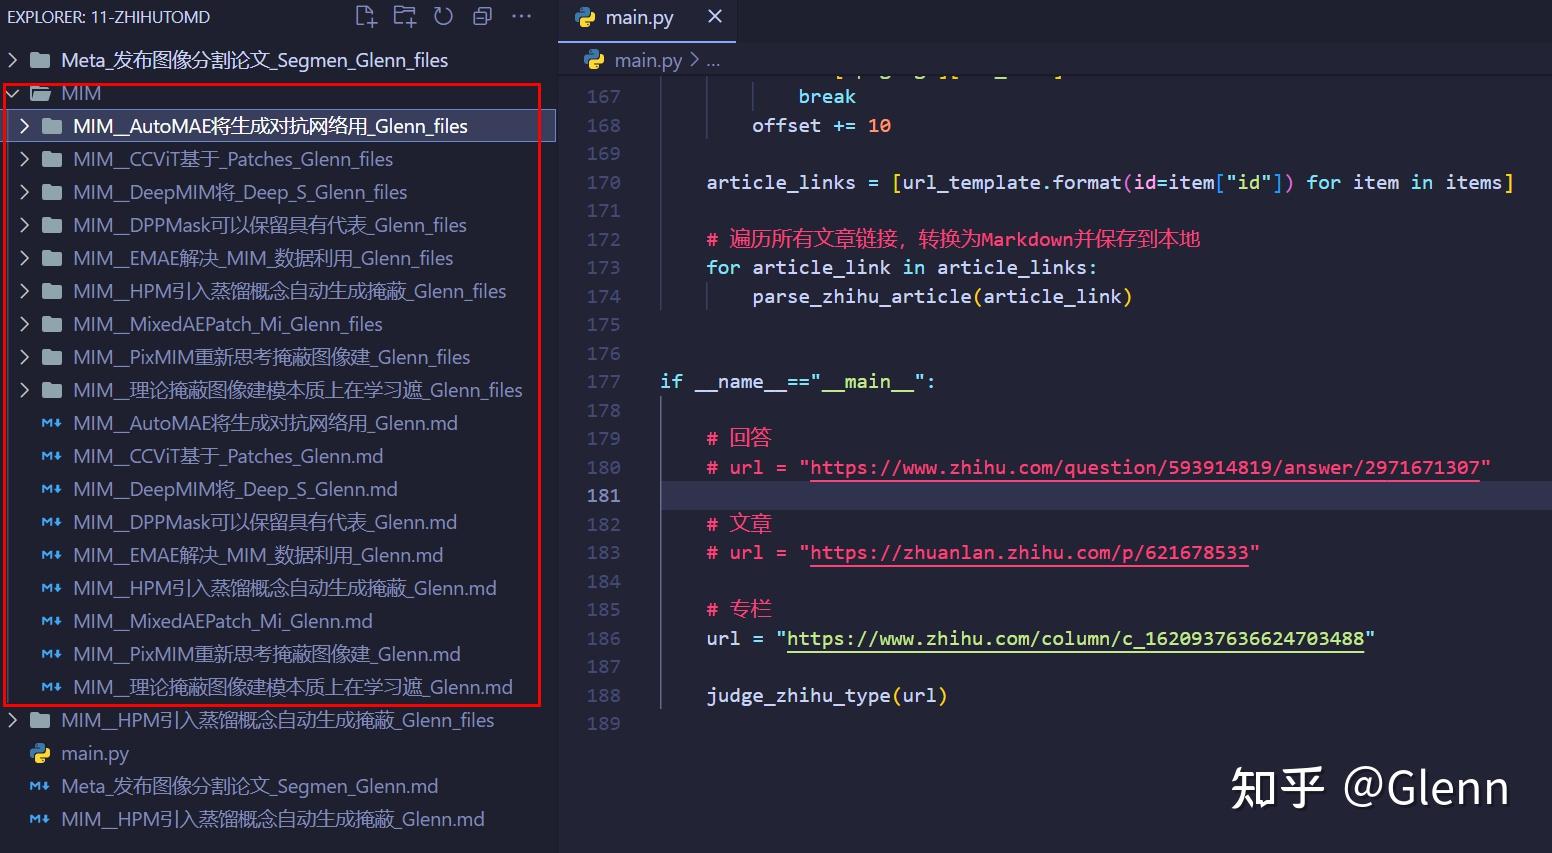 EXPLORER: 11-ZHIHUTOMD
Meta_发布图像分割论文_Segmen_Glenn_files
MIM
MIM__AutoMAE将生成对抗网络用_Glenn_files
MIM__CCViT基于_Patches_Glenn_files
MIM__DeepMIM将_Deep_S_Glenn_files
MIM__DPPMask可以保留具有代表_Glenn_files
MIM__EMAE解决_MIM_数据利用_Glenn_files
MIM__HPM引入蒸馏概念自动生成掩蔽_Glenn_files
MIM__MixedAEPatch_Mi_Glenn_files
MIM__PixMIM重新思考掩蔽图像建_Glenn_files
MIM__理论掩蔽图像建模本质上在学习遮_Glenn_files
MIM__AutoMAE将生成对抗网络用_Glenn.md
MIM__CCViT基于_Patches_Glenn.md
MIM__DeepMIM将_Deep_S_Glenn.md
MIM__DPPMask可以保留具有代表_Glenn.md
MIM__EMAE解决_MIM_数据利用_Glenn.md
MIM__HPM引入蒸馏概念自动生成掩蔽_Glenn.md
MIM__MixedAEPatch_Mi_Glenn.md
MIM__PixMIM重新思考掩蔽图像建_Glenn.md
MIM__理论掩蔽图像建模本质上在学习遮_Glenn.md
MIM__HPM引入蒸馏概念自动生成掩蔽_Glenn_files
main.py
Meta_发布图像分割论文_Segmen_Glenn.md
MIM__HPM引入蒸馏概念自动生成掩蔽_Glenn.md
main.py
main.py > ...
167 break
168 offset += 10
169
170 article_links = [url_template.format(id=item["id"]) for item in items]
171
172 # 遍历所有文章链接，转换为Markdown并保存到本地
173 for article_link in article_links:
174 parse_zhihu_article(article_link)
175
176
177 if __name__=="__main__":
178
179 # 回答
180 # url = "https://www.zhihu.com/question/593914819/answer/2971671307"
181
182 # 文章
183 # url = "https://zhuanlan.zhihu.com/p/621678533"
184
185 # 专栏
186 url = "https://www.zhihu.com/column/c_1620937636624703488"
187
188 judge_zhihu_type(url)
189
知乎 @Glenn